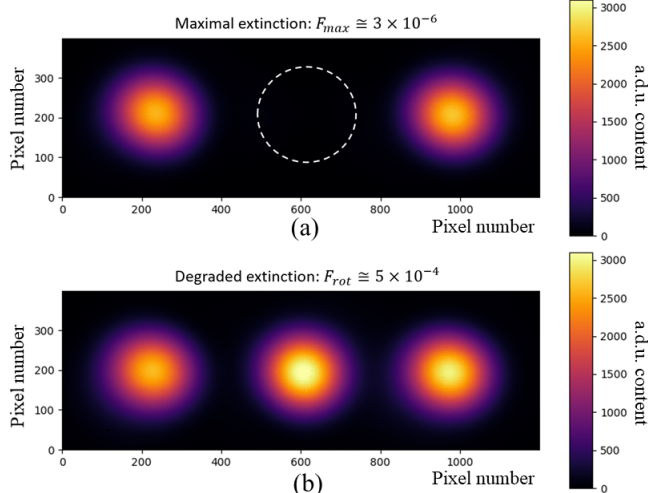 Maximal extinction: F_max ≅ 3 × 10⁻⁶
3000
2500
2000
1500
1000
500
0
a.d.u. content
Pixel number
300
200
100
0
0 200 400 600 800 1000
(a)
Pixel number
Degraded extinction: F_rot ≅ 5 × 10⁻⁴
3000
2500
2000
1500
1000
500
0
a.d.u. content
Pixel number
300
200
100
0
0 200 400 600 800 1000
(b)
Pixel number